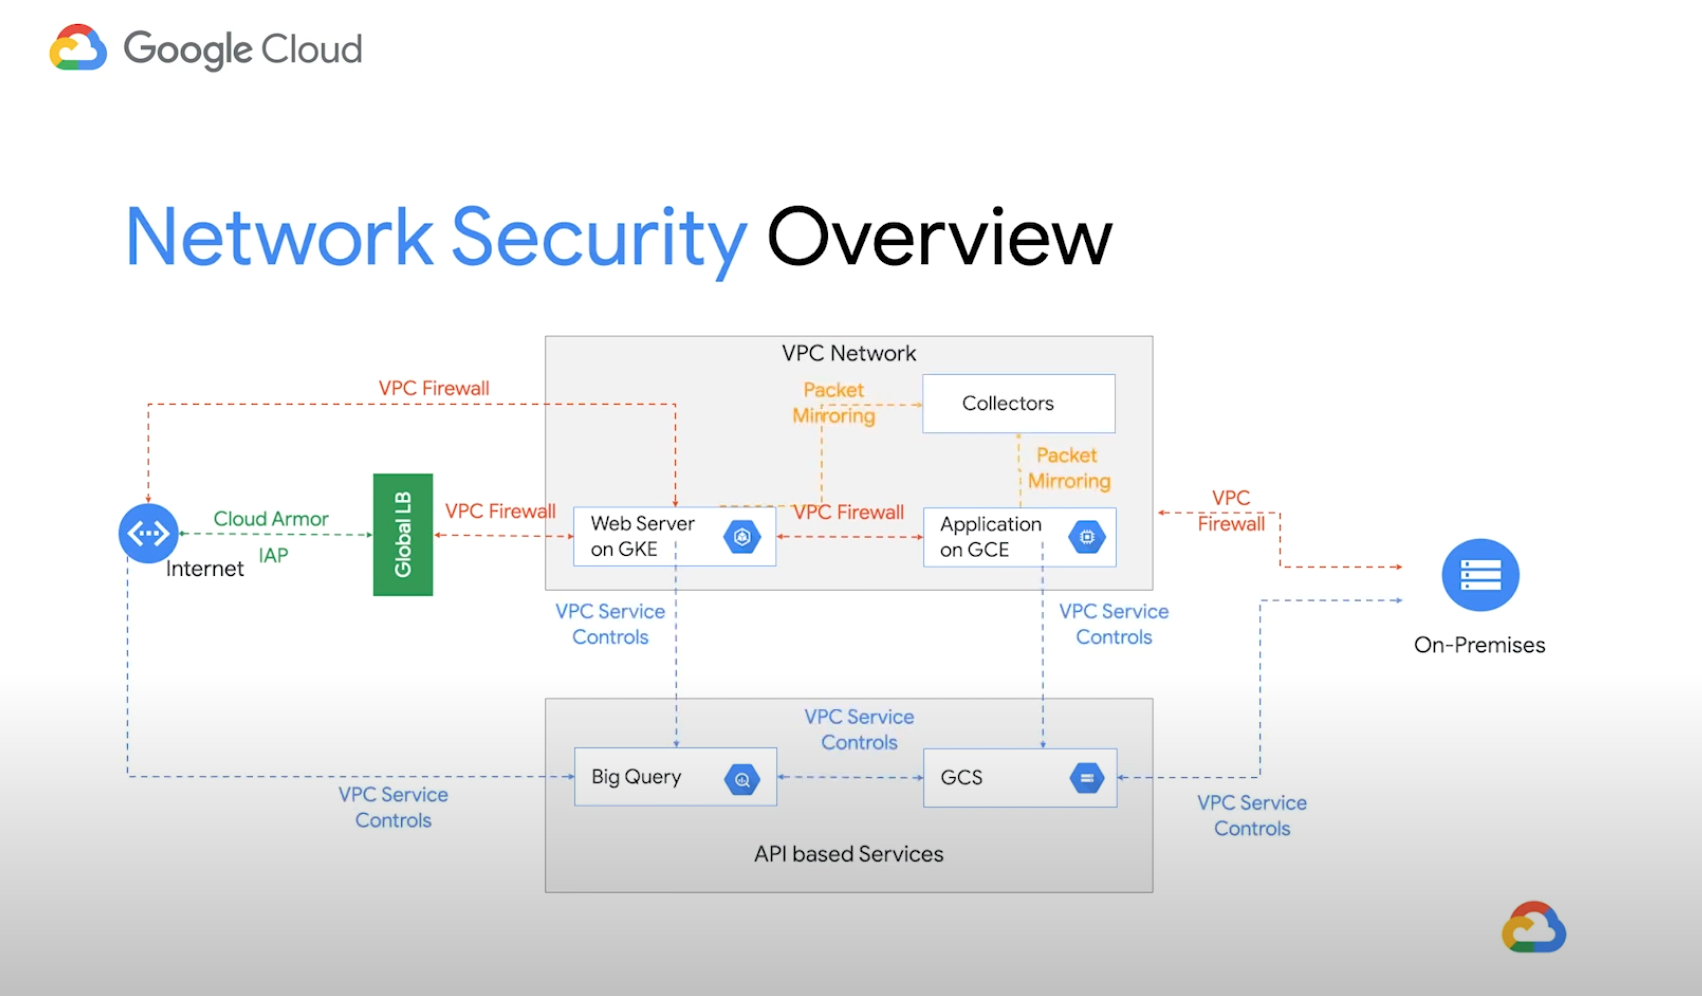 Google Cloud
Network Security Overview
VPC Network
VPC Firewall
Packet
Mirroring
Collectors
Packet
Mirroring
Cloud Armor
IAP
Internet
Global LB
VPC Firewall
Web Server
on GKE
VPC Firewall
Application
on GCE
VPC
Firewall
On-Premises
VPC Service
Controls
VPC Service
Controls
VPC Service
Controls
Big Query
GCS
VPC Service
Controls
VPC Service
Controls
API based Services